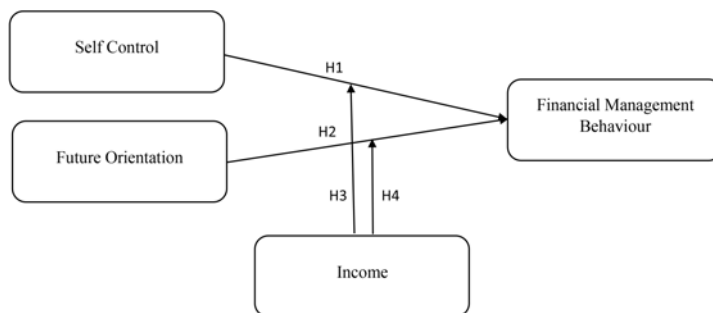 Self Control
H1
Financial Management
Behaviour
H2
Future Orientation
H3
H4
Income